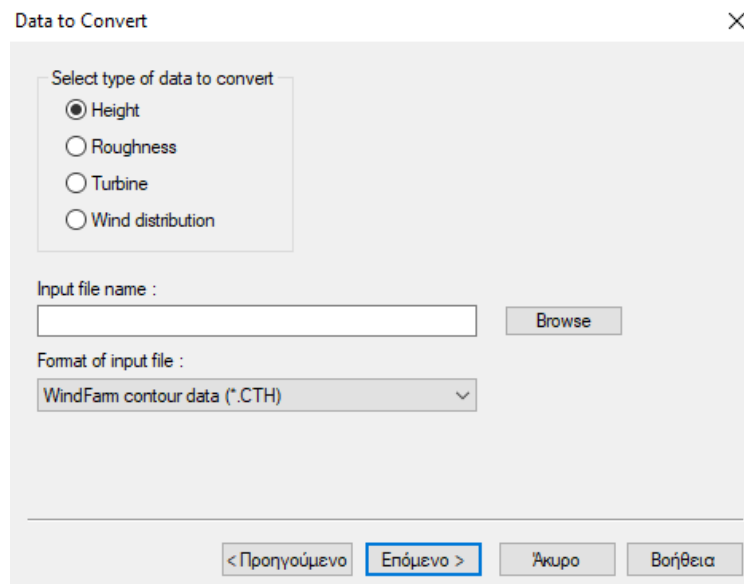 Data to Convert
Select type of data to convert
Height
Roughness
Turbine
Wind distribution
Input file name :
Browse
Format of input file :
WindFarm contour data (*.CTH)
< Προηγούμενο Επόμενο > Άκυρο Βοήθεια